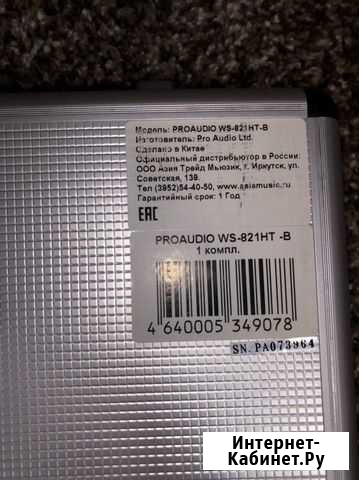 Модель: PROAUDIO WS-821HT-B
Изготовитель: Pro Audio Ltd.
Сделано в Китае
Официальный дистрибьютор в России:
ООО Азия Трейд Мьюзик, г. Иркутск, ул.
Советская, 139.
Тел (3952)54-40-50, www.asiamusic.ru
Гарантийный срок: 1 Год
EAC
PROAUDIO WS-821HT -B
1 компл.
4 640005 349078
SN. PA073964
Интернет-
Кабинет.Ру